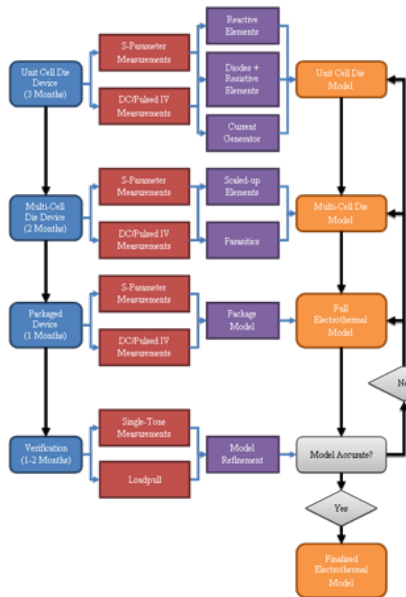 Unit Cell Die
Device
(3 Months)
S-Parameter
Measurements
DC/Pulsed IV
Measurements
Reactive
Elements
Diodes +
Resistive
Elements
Current
Generator
Unit Cell Die
Model
Multi-Cell
Die Device
(2 Months)
S-Parameter
Measurements
DC/Pulsed IV
Measurements
Scaled-up
Elements
Parasitics
Multi-Cell Die
Model
Packaged
Device
(1 Months)
S-Parameter
Measurements
DC/Pulsed IV
Measurements
Package
Model
Full
Electrothermal
Model
No
Verification
(1-2 Months)
Single-Tone
Measurements
Loadpull
Model
Refinement
Model Accurate?
Yes
Finalised
Electrothermal
Model